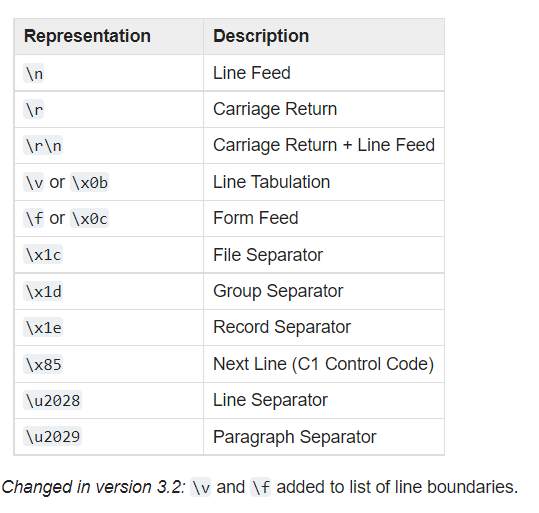 Representation Description
\n Line Feed
\r Carriage Return
\r\n Carriage Return + Line Feed
\v or \x0b Line Tabulation
\f or \x0c Form Feed
\x1c File Separator
\x1d Group Separator
\x1e Record Separator
\x85 Next Line (C1 Control Code)
\u2028 Line Separator
\u2029 Paragraph Separator
Changed in version 3.2: \v and \f added to list of line boundaries.